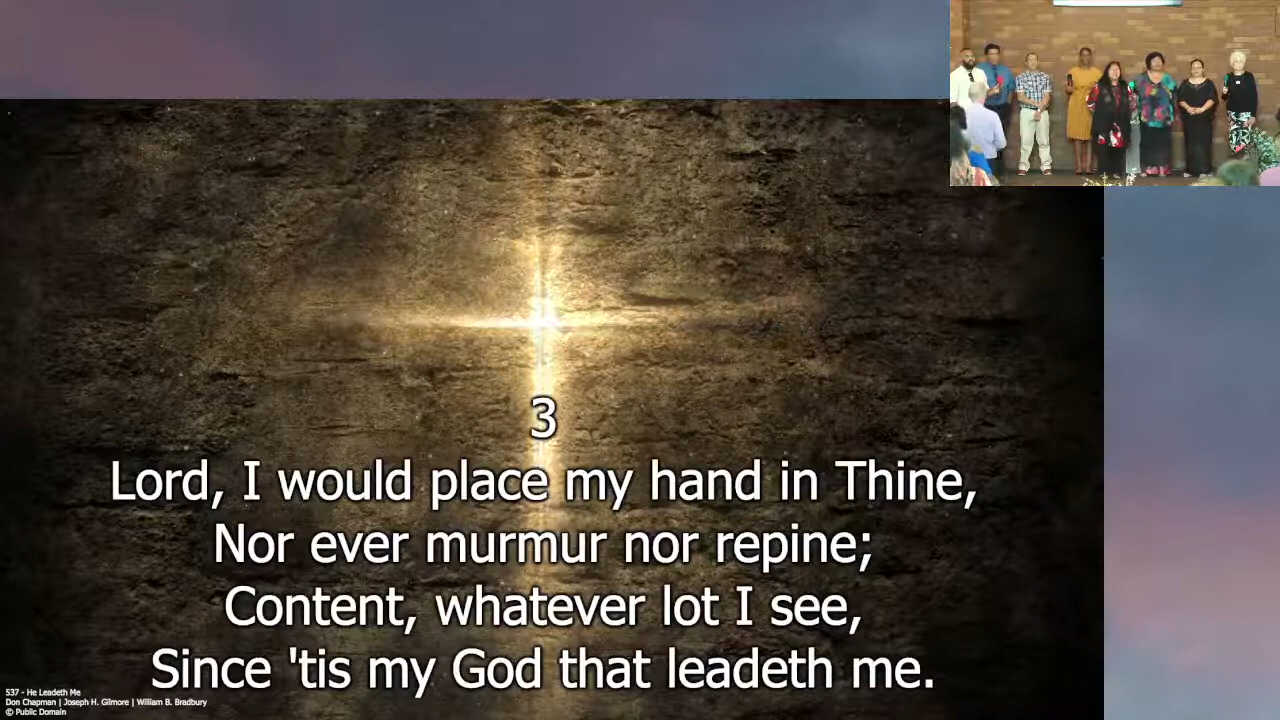 3
Lord, I would place my hand in Thine,
Nor ever murmur nor repine;
Content, whatever lot I see,
Since 'tis my God that leadeth me.
537 - He Leadeth Me
Don Chapman | Joseph H. Gilmore | William B. Bradbury
© Public Domain